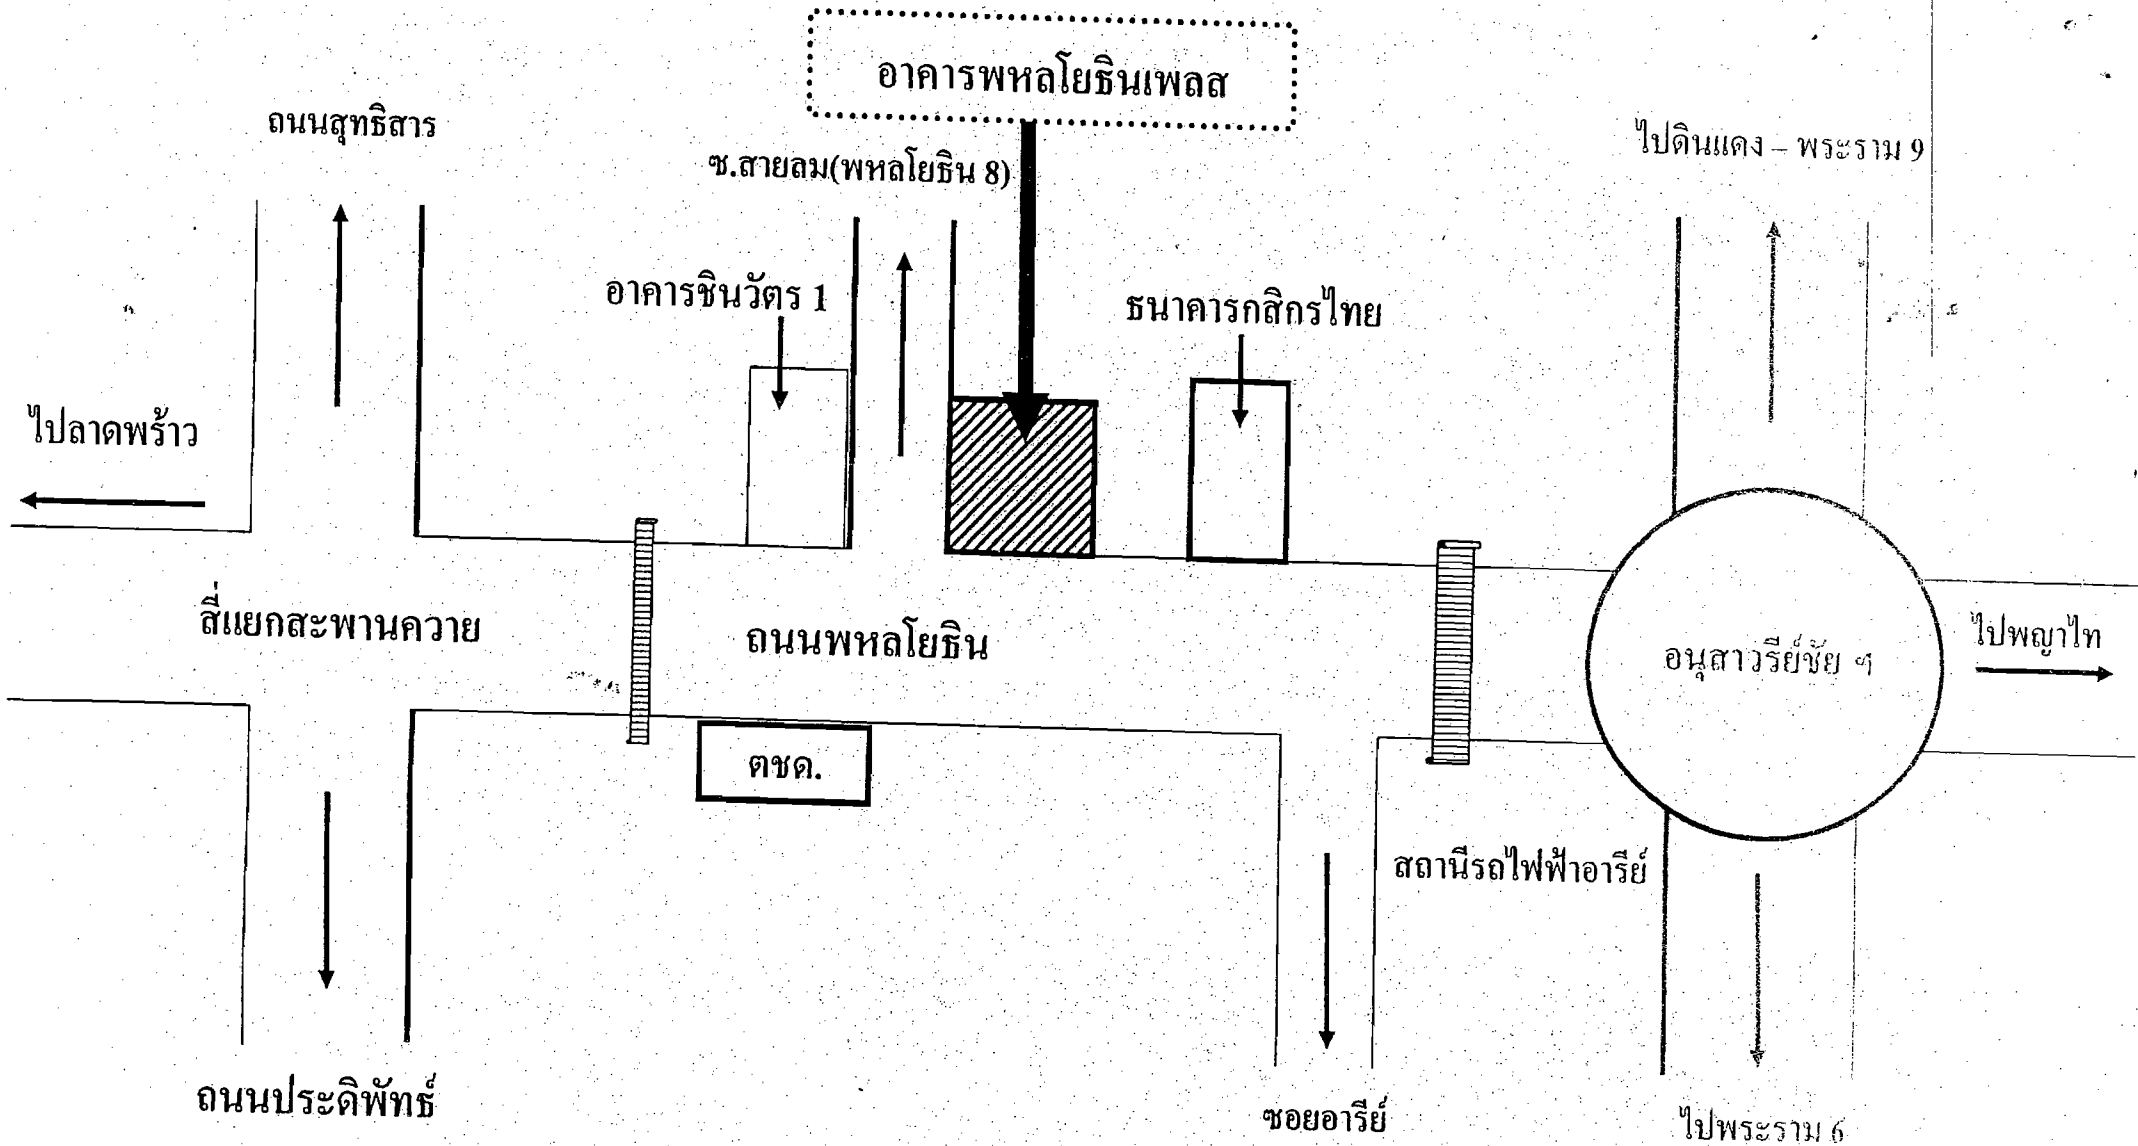 อาคารพหลโยธินเพลส
ถนนสุทธิสาร
ไปดินแดง – พระราม 9
ซ.สายลม(พหลโยธิน 8)
อาคารชินวัตร 1
ธนาคารกสิกรไทย
ไปลาดพร้าว
สี่แยกสะพานควาย
ถนนพหลโยธิน
อนุสาวรีย์ชัย ฯ
ไปพญาไท
ตชด.
สถานีรถไฟฟ้าอารีย์
ถนนประดิพัทธ์
ซอยอารีย์
ไปพระราม 6